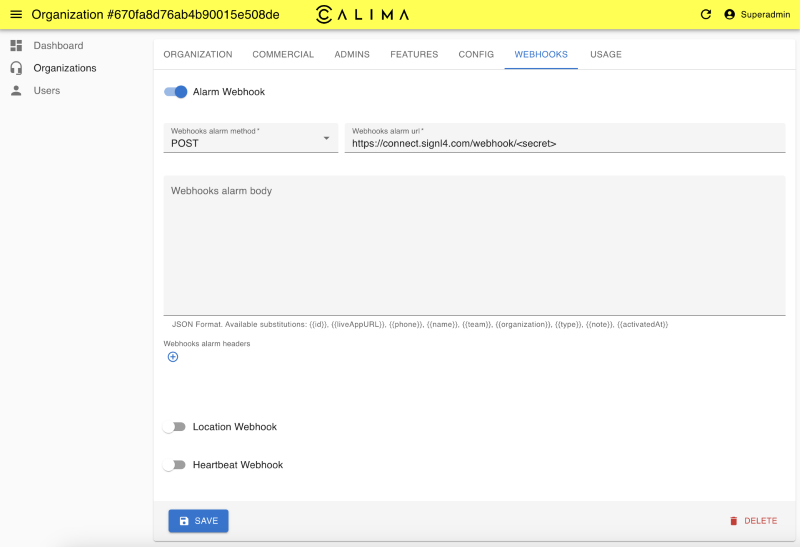 Organization #670fa8d76ab4b90015e508de
CALIMA
Superadmin
Dashboard
Organizations
Users
ORGANIZATION COMMERCIAL ADMINS FEATURES CONFIG WEBHOOKS USAGE
Alarm Webhook
Webhooks alarm method *
POST
Webhooks alarm url *
https://connect.signl4.com/webhook/<secret>
Webhooks alarm body
JSON Format. Available substitutions: {{id}}, {{liveAppURL}}, {{phone}}, {{name}}, {{team}}, {{organization}}, {{type}}, {{note}}, {{activatedAt}}
Webhooks alarm headers
Location Webhook
Heartbeat Webhook
SAVE
DELETE